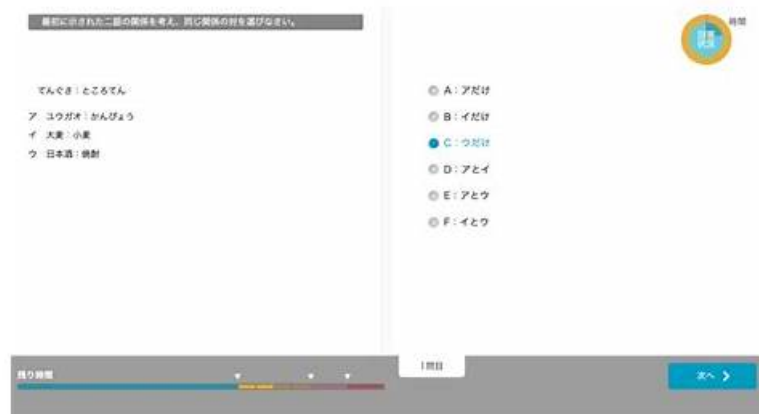 最初に示された二語の関係を考え、同じ関係の対を選びなさい。
時間
てんぐさ：ところてん
ア ユウガオ：かんぴょう
イ 大麦：小麦
ウ 日本酒：焼酎
A：アだけ
B：イだけ
C：ウだけ
D：アとイ
E：アとウ
F：イとウ
残り時間
1問目
次へ